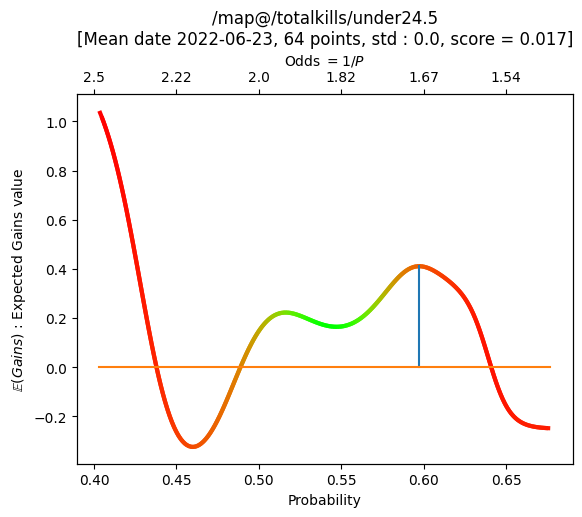 /map@/totalkills/under24.5
[Mean date 2022-06-23, 64 points, std : 0.0, score = 0.017]
Odds = 1/P
2.5 2.22 2.0 1.82 1.67 1.54
1.0
0.8
0.6
0.4
0.2
0.0
−0.2
𝔼(Gains) : Expected Gains value
0.40 0.45 0.50 0.55 0.60 0.65
Probability